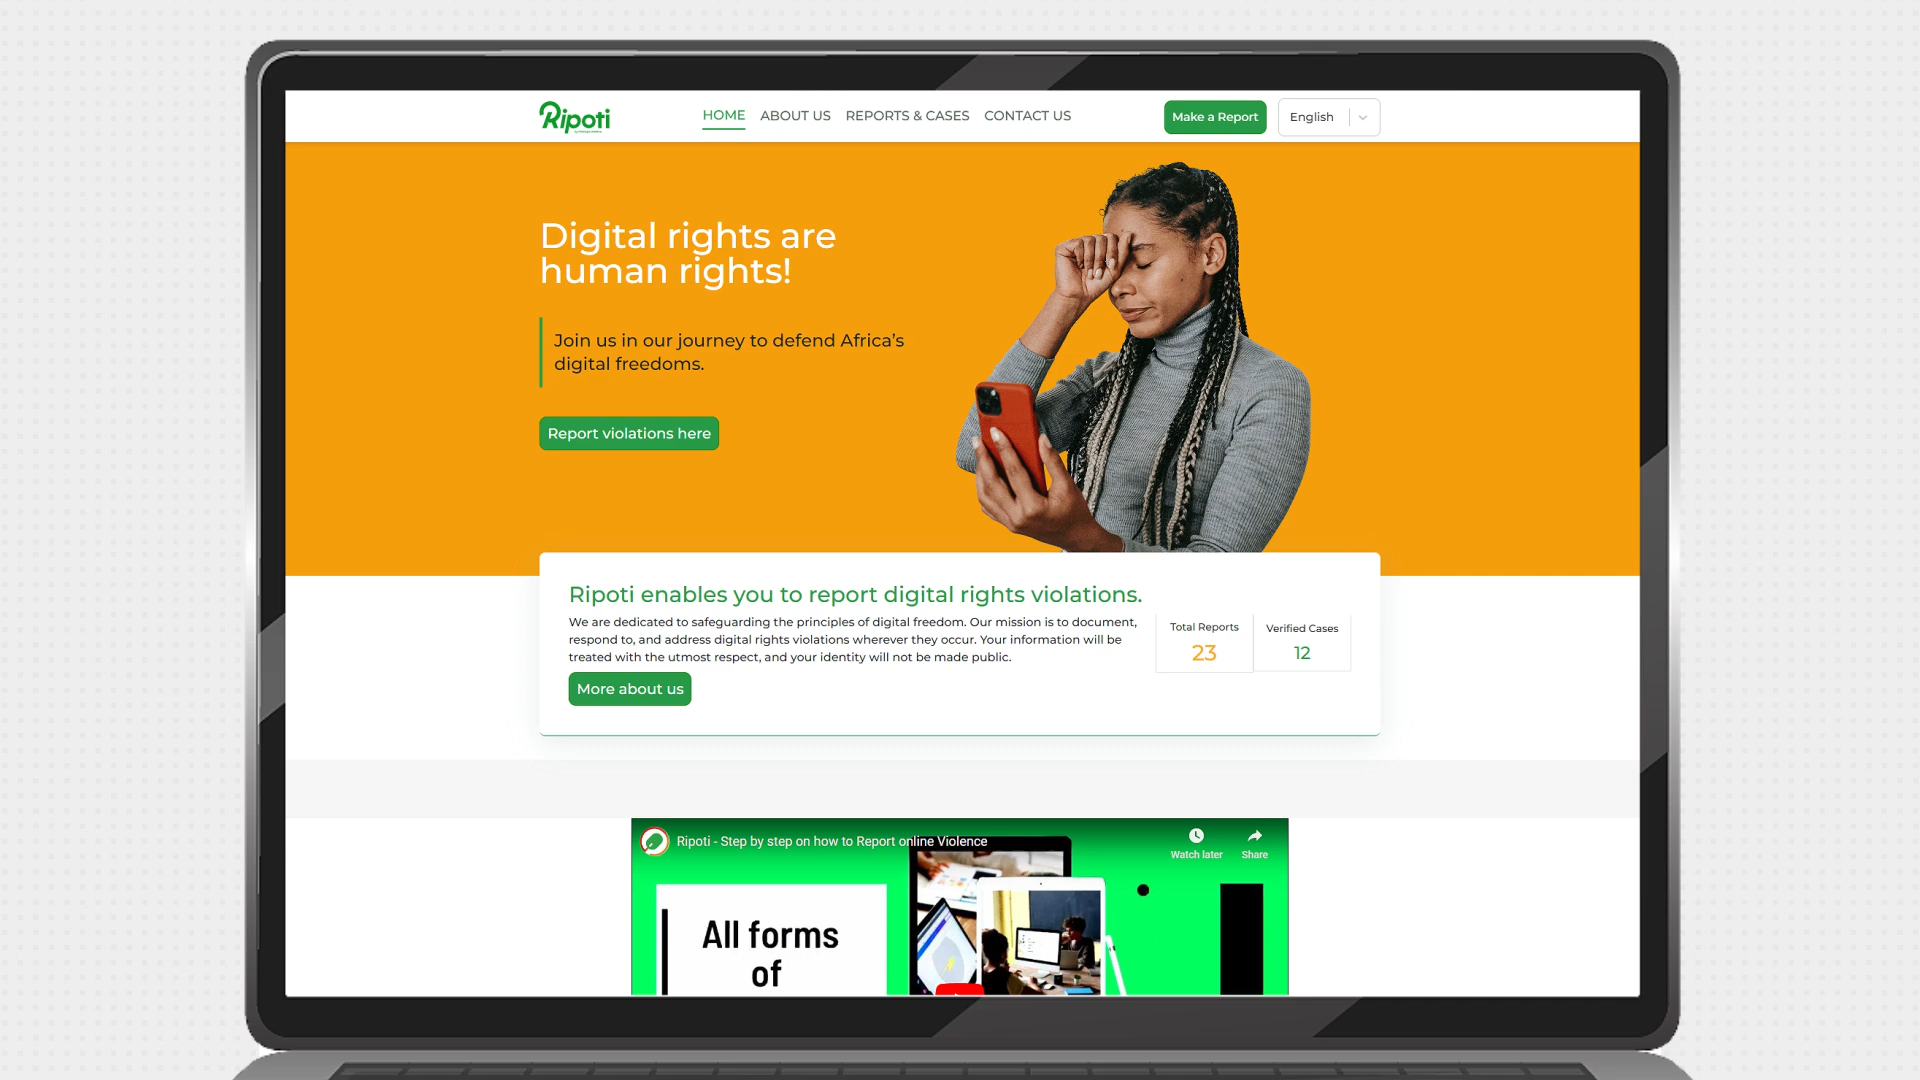 Ripoti
HOME ABOUT US REPORTS & CASES CONTACT US
Make a Report
English
Digital rights are
human rights!
Join us in our journey to defend Africa's
digital freedoms.
Report violations here
Ripoti enables you to report digital rights violations.
We are dedicated to safeguarding the principles of digital freedom. Our mission is to document,
respond to, and address digital rights violations wherever they occur. Your information will be
treated with the utmost respect, and your identity will not be made public.
More about us
Total Reports
23
Verified Cases
12
Ripoti - Step by step on how to Report online Violence
Watch later
Share
All forms
of